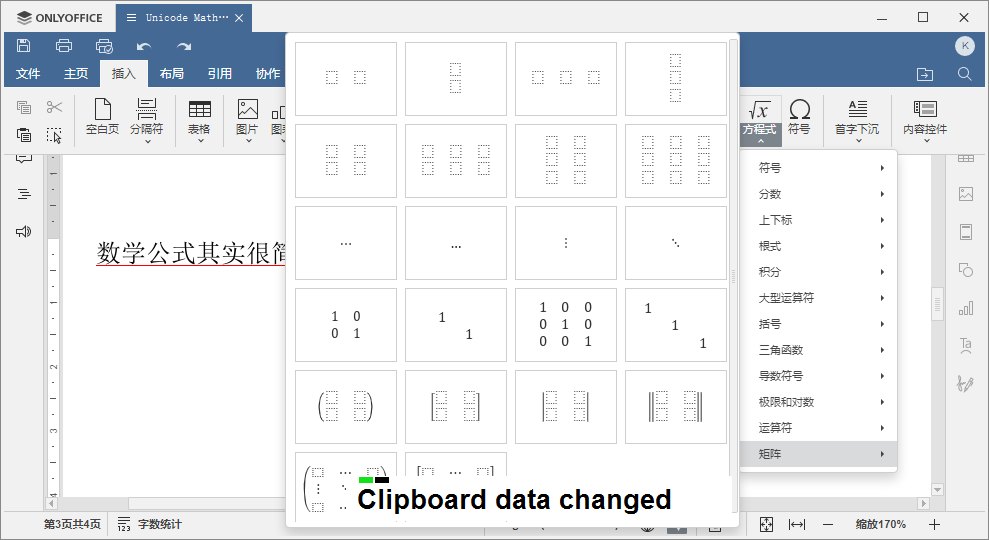 ONLYOFFICE
Unicode Math···
K
文件 主页 插入 布局 引用 协作
空白页 分隔符 表格 图片 方程式 符号 首字下沉 内容控件
数学公式其实很简
1 0
0 1
1
1
1 0 0
0 1 0
0 0 1
1
1
1
符号
分数
上下标
根式
积分
大型运算符
括号
三角函数
导数符号
极限和对数
运算符
矩阵
Clipboard data changed
第3页共4页 字数统计 缩放170%